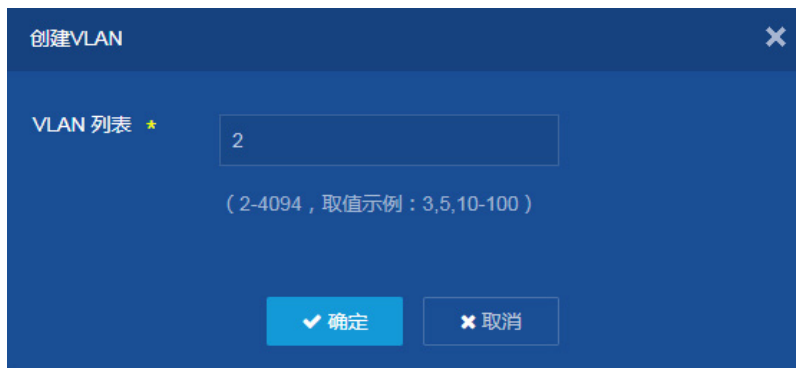 创建VLAN
VLAN 列表 *
2
（2-4094，取值示例：3,5,10-100）
确定 取消